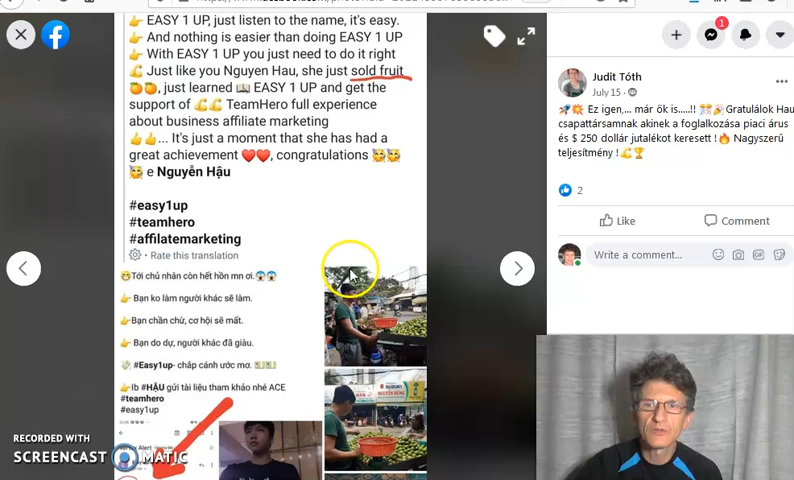 EASY 1 UP, just listen to the name, it's easy.
And nothing is easier than doing EASY 1 UP
With EASY 1 UP you just need to do it right
Just like you Nguyen Hau, she just sold fruit
, just learned EASY 1 UP and get the
support of TeamHero full experience
about business affiliate marketing
... It's just a moment that she has had a
great achievement , congratulations
e Nguyễn Hậu
#easy1up
#teamhero
#affilatemarketing
Rate this translation
Tới chủ nhân còn hết hồn mn ơi.
Bạn ko làm người khác sẽ làm.
Bạn chần chừ, cơ hội sẽ mất.
Bạn do dự, người khác đã giàu.
#Easy1up- chắp cánh ước mơ.
Ib #HẬU gửi tài liệu tham khảo nhé ACE
#teamhero
#easy1up
Alert
SUZUKI
RECORDED WITH
SCREENCAST MATIC
1
Judit Tóth
July 15
Ez igen,... már ők is.....!! Gratulálok Hau
csapattársamnak akinek a foglalkozása piaci árus
és $ 250 dollár jutalékot keresett ! Nagyszerű
teljesítmény !
2
Like Comment
Write a comment...